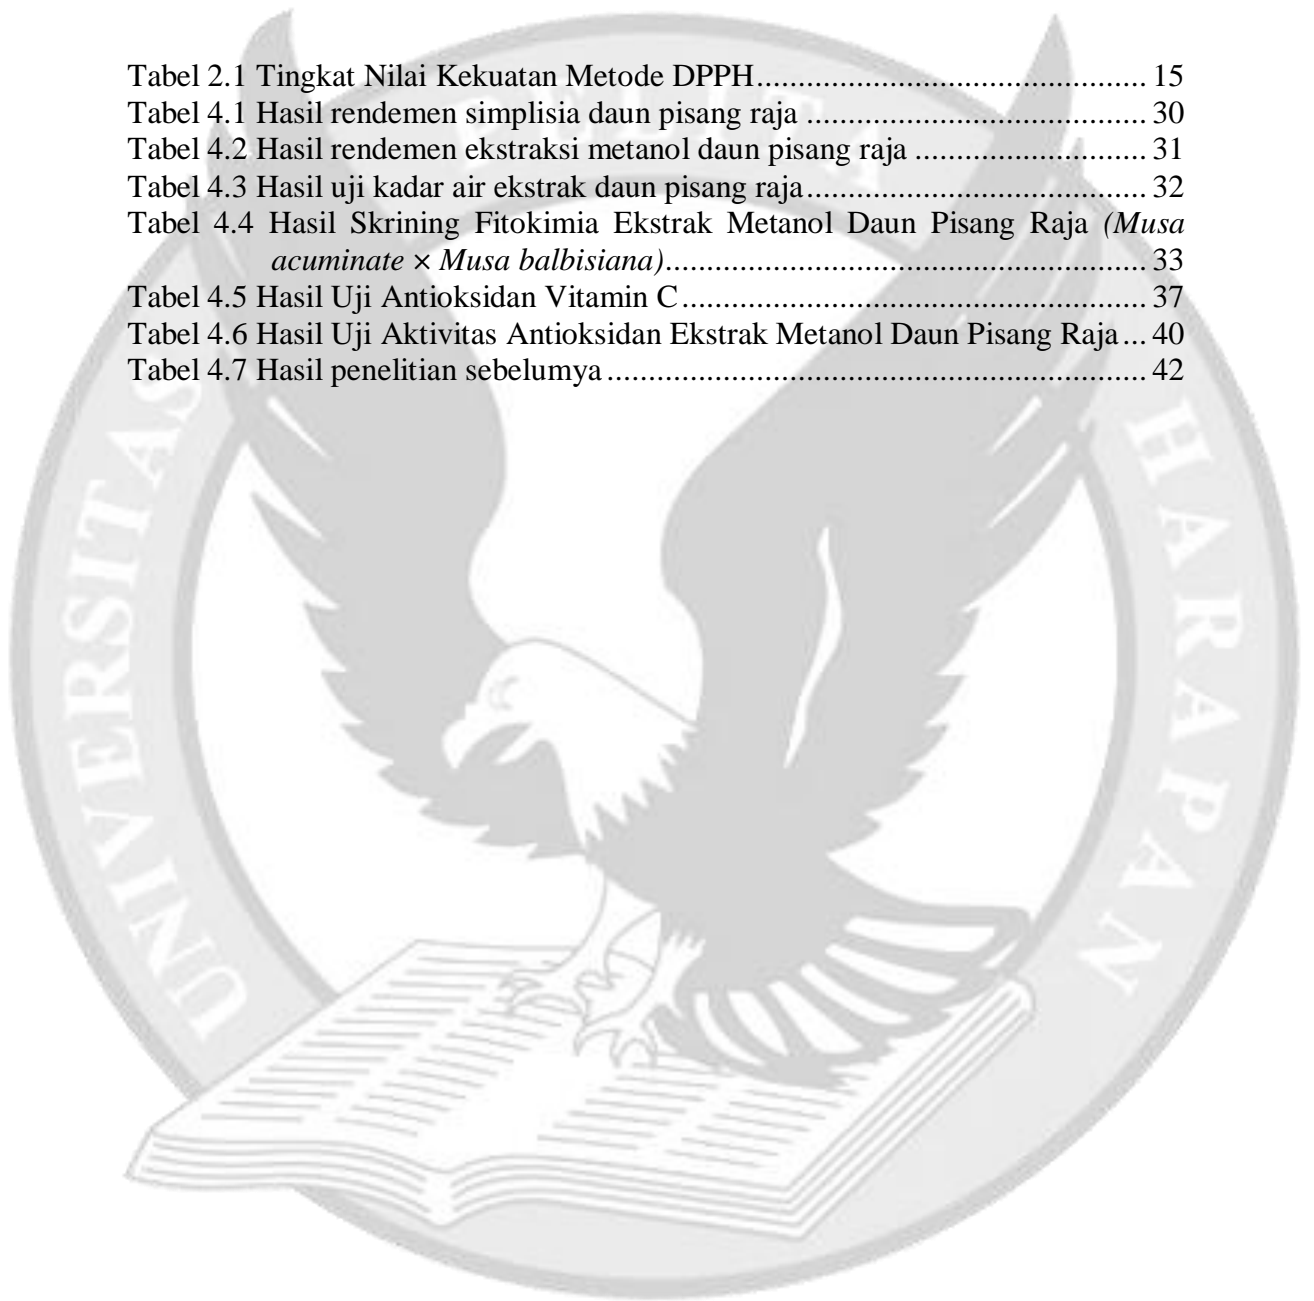 Tabel 2.1 Tingkat Nilai Kekuatan Metode DPPH............................................... 15
Tabel 4.1 Hasil rendemen simplisia daun pisang raja ......................................... 30
Tabel 4.2 Hasil rendemen ekstraksi metanol daun pisang raja ............................ 31
Tabel 4.3 Hasil uji kadar air ekstrak daun pisang raja......................................... 32
Tabel 4.4 Hasil Skrining Fitokimia Ekstrak Metanol Daun Pisang Raja (Musa
acuminate × Musa balbisiana).......................................................... 33
Tabel 4.5 Hasil Uji Antioksidan Vitamin C........................................................ 37
Tabel 4.6 Hasil Uji Aktivitas Antioksidan Ekstrak Metanol Daun Pisang Raja... 40
Tabel 4.7 Hasil penelitian sebelumya ................................................................. 42
UNIVERSITAS PELITA HARAPAN